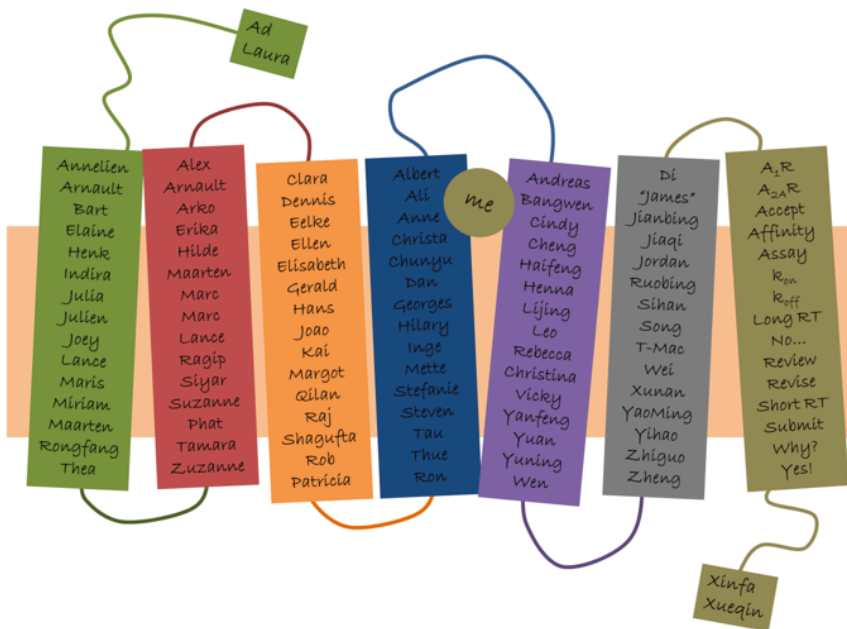 Ad
Laura
Annelien
Arnault
Bart
Elaine
Henk
Indira
Julia
Julien
Joey
Lance
Maris
Miriam
Maarten
Rongfang
Thea
Alex
Arnault
Arko
Erika
Hilde
Maarten
Marc
Marc
Lance
Ragip
Siyar
Suzanne
Phat
Tamara
Zuzanne
Clara
Dennis
Eelke
Ellen
Elisabeth
Gerald
Hans
Joao
Kai
Margot
Qilan
Raj
Shagufta
Rob
Patricia
Albert
Ali
Anne
Christa
Chunyu
Dan
Georges
Hilary
Inge
Mette
Stefanie
Steven
Tau
Thue
Ron
me
Andreas
Bangwen
Cindy
Cheng
Haifeng
Henna
Lijing
Leo
Rebecca
Christina
Vicky
Yanfeng
Yuan
Yuning
Wen
Di
"James"
Jianbing
Jiaqi
Jordan
Ruobing
Sihan
Song
T-Mac
Wei
Xunan
YaoMing
Yihao
Zhiguo
Zheng
A₁R
A₂ₐR
Accept
Affinity
Assay
kₒₙ
k_off
Long RT
No...
Review
Revise
Short RT
Submit
Why?
Yes!
Xinfa
Xueqin